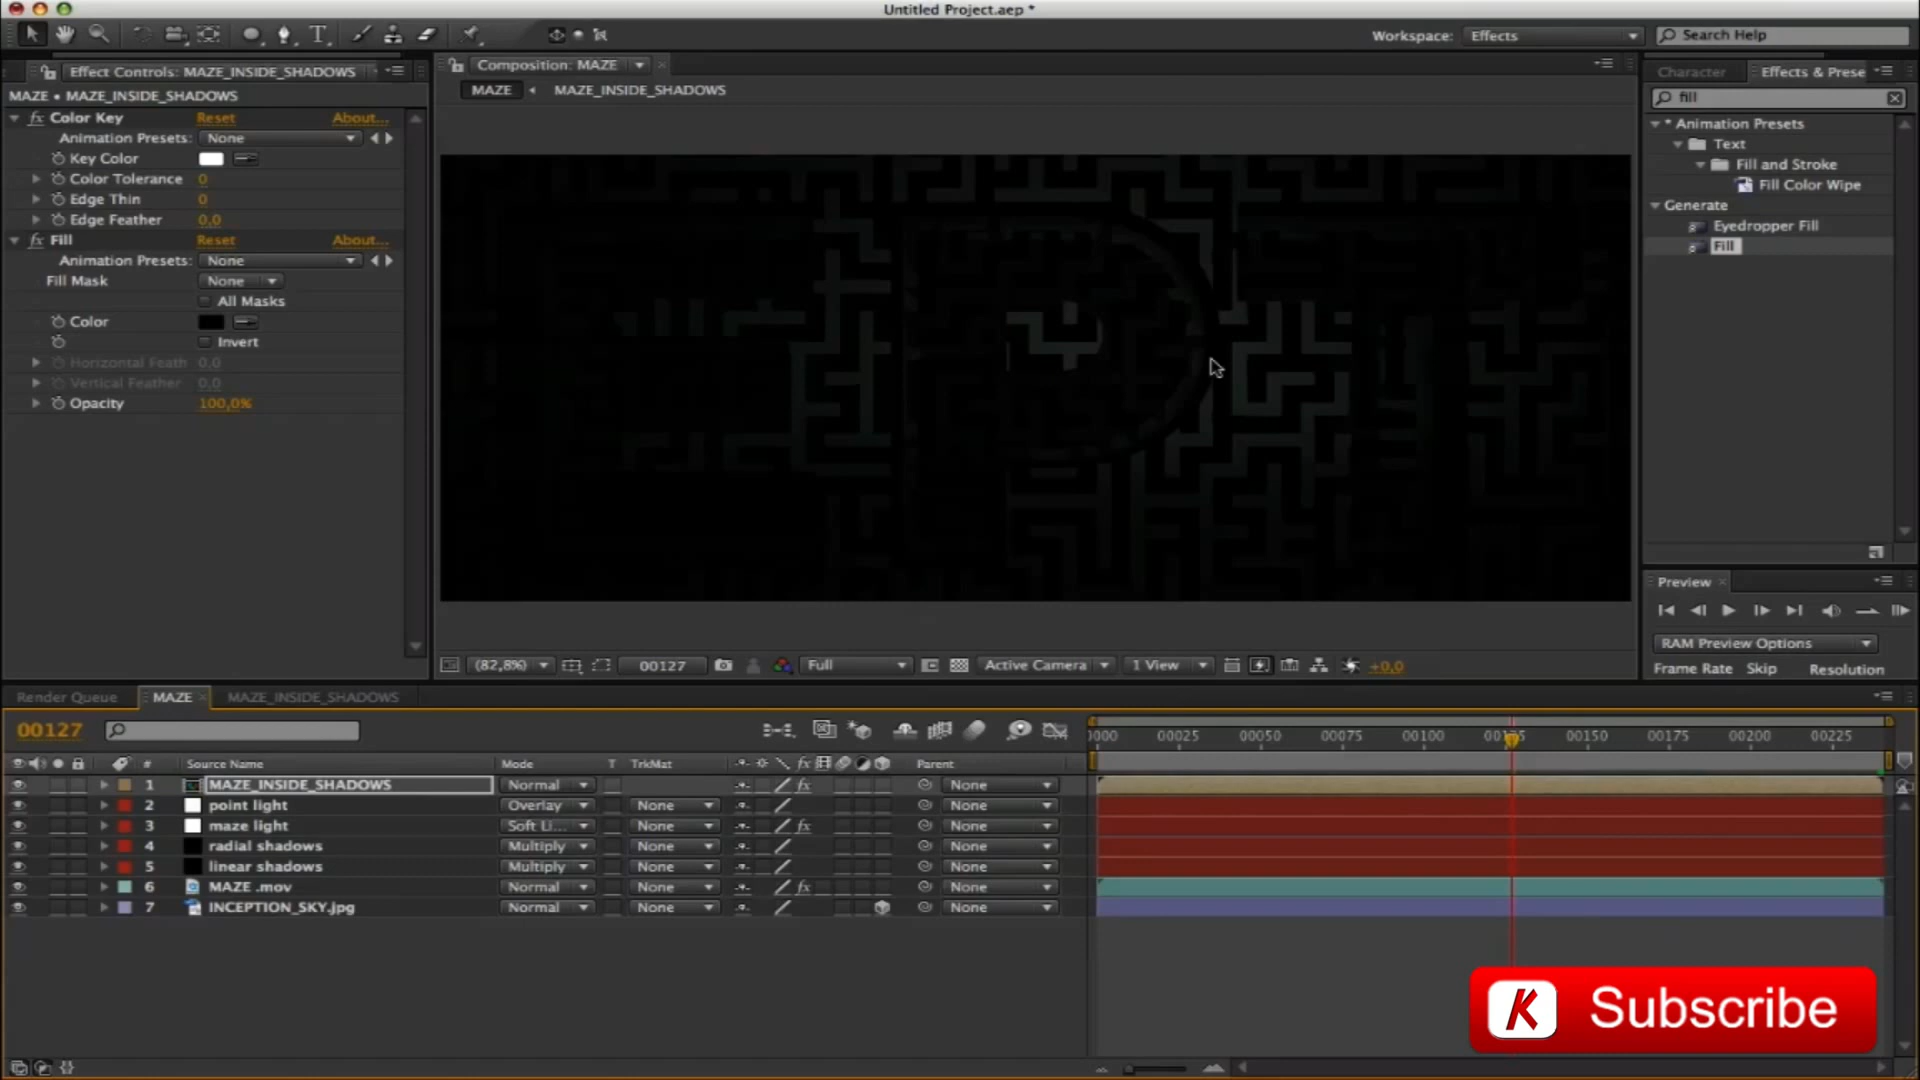 Untitled Project.aep *
T Workspace: Effects Search Help
Effect Controls: MAZE_INSIDE_SHADOWS
Composition: MAZE
Character Effects & Prese
MAZE • MAZE_INSIDE_SHADOWS
MAZE MAZE_INSIDE_SHADOWS
fill
fx Color Key Reset About...
Animation Presets: None
Key Color
Color Tolerance 0
Edge Thin 0
Edge Feather 0,0
fx Fill Reset About...
Animation Presets: None
Fill Mask None
All Masks
Color
Invert
Horizontal Feath 0,0
Vertical Feather 0,0
Opacity 100,0%
* Animation Presets
Text
Fill and Stroke
Fill Color Wipe
Generate
Eyedropper Fill
Fill
Preview
RAM Preview Options
Frame Rate Skip Resolution
(82,8%) 00127 Full Active Camera 1 View +0,0
Render Queue MAZE MAZE_INSIDE_SHADOWS
00127
00025 00050 00075 00100 00150 00175 00200 00225
# Source Name Mode T TrkMat fx Parent
1 MAZE_INSIDE_SHADOWS Normal fx None
2 point light Overlay None None
3 maze light Soft Li... None fx None
4 radial shadows Multiply None None
5 linear shadows Multiply None None
6 MAZE .mov Normal None fx None
7 INCEPTION_SKY.jpg Normal None None
K Subscribe